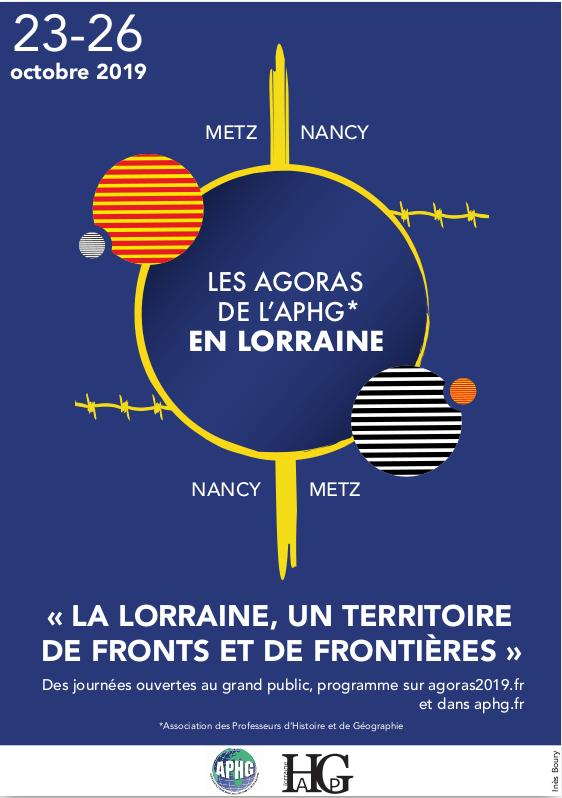 23-26
octobre 2019
METZ NANCY
LES AGORAS
DE L'APHG*
EN LORRAINE
NANCY METZ
« LA LORRAINE, UN TERRITOIRE
DE FRONTS ET DE FRONTIÈRES »
Des journées ouvertes au grand public, programme sur agoras2019.fr
et dans aphg.fr
*Association des Professeurs d'Histoire et de Géographie
APHG
lorraine HG AP
Inès Boury